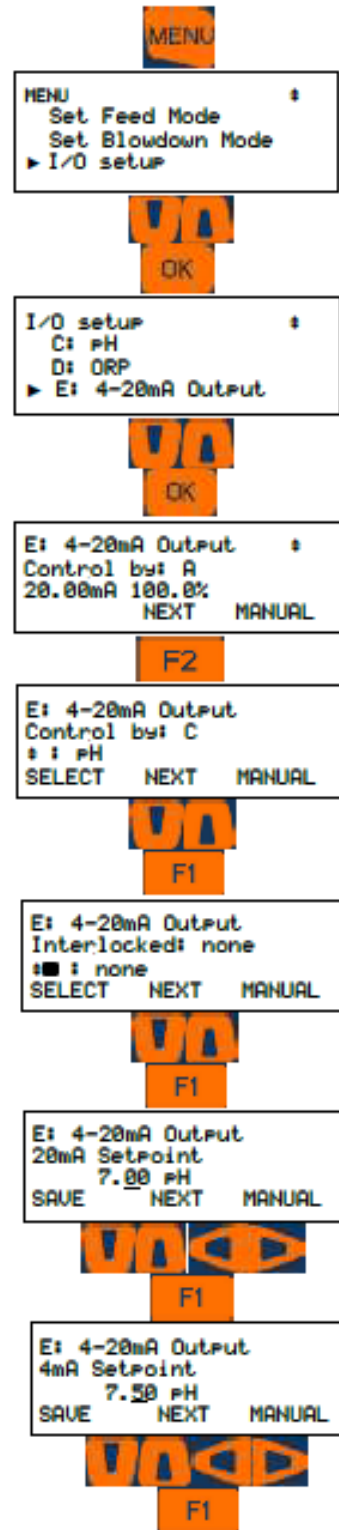 MENU
MENU ⬍
Set Feed Mode
Set Blowdown Mode
► I/O setup
OK
I/O setup ⬍
C: pH
D: ORP
► E: 4-20mA Output
OK
E: 4-20mA Output ⬍
Control by: A
20.00mA 100.0%
NEXT MANUAL
F2
E: 4-20mA Output
Control by: C
⬍ : pH
SELECT NEXT MANUAL
F1
E: 4-20mA Output
Interlocked: none
⬍■ : none
SELECT NEXT MANUAL
F1
E: 4-20mA Output
20mA Setpoint
7.00 pH
SAVE NEXT MANUAL
F1
E: 4-20mA Output
4mA Setpoint
7.50 pH
SAVE NEXT MANUAL
F1